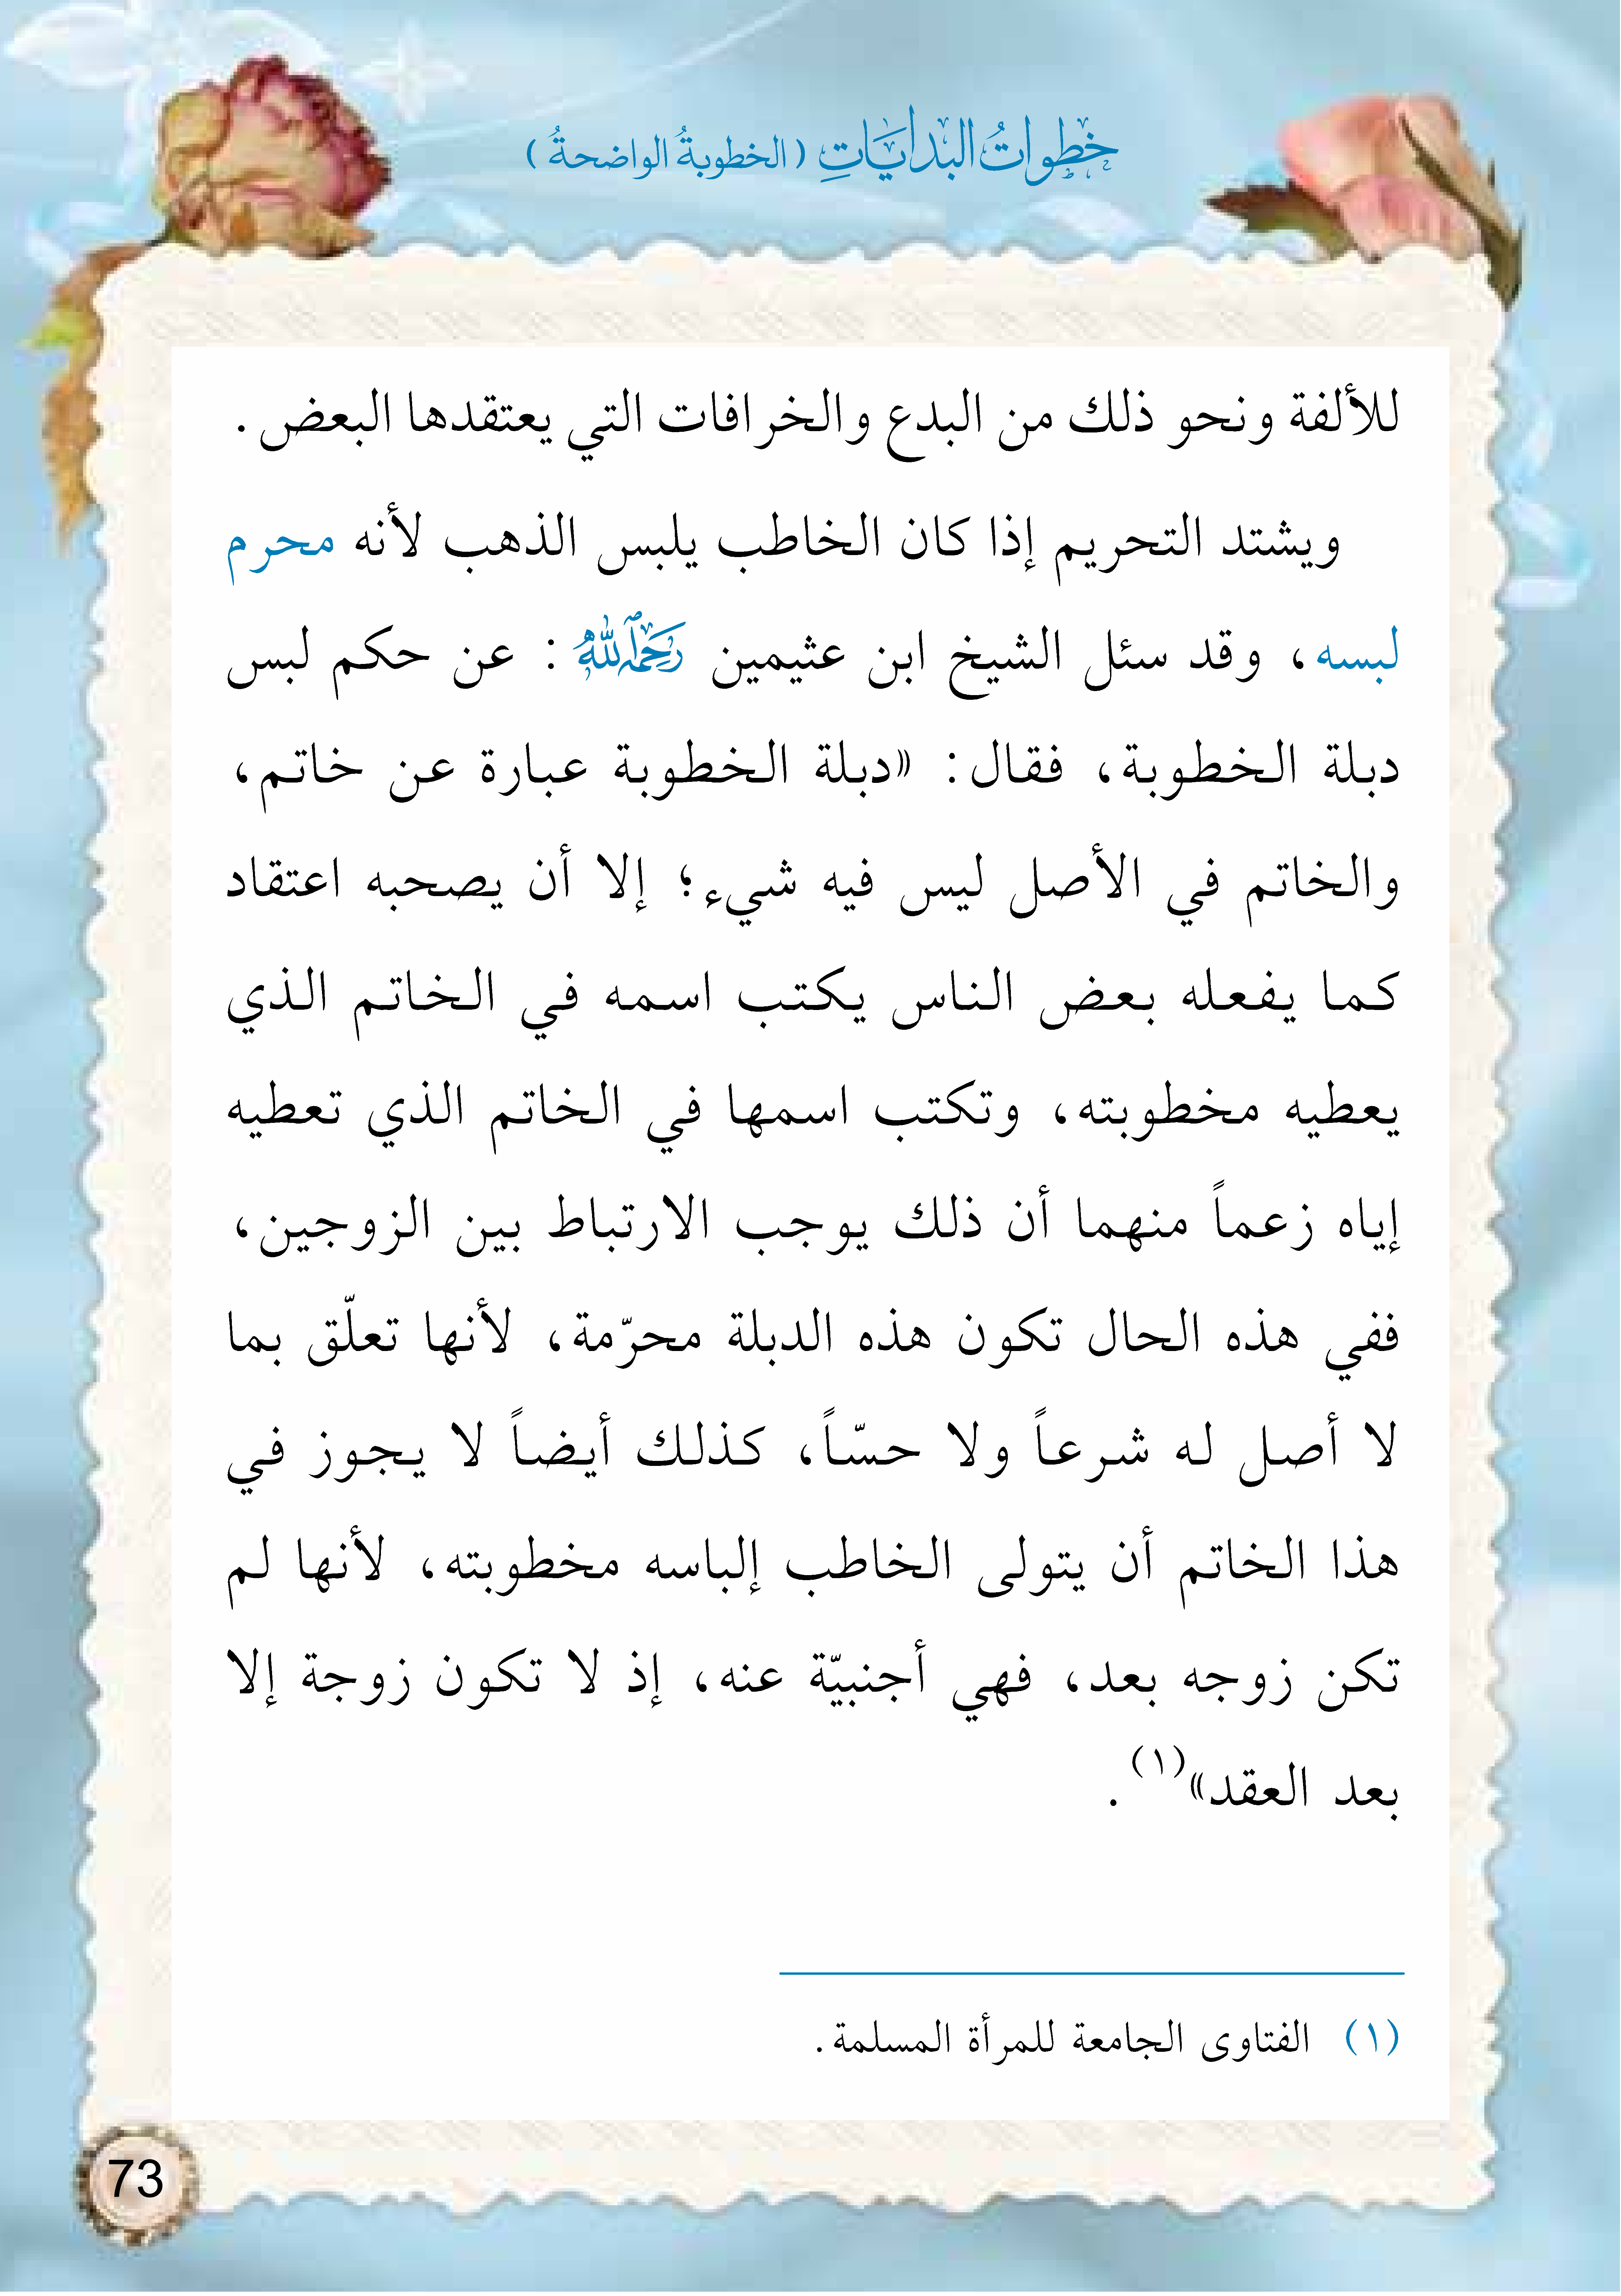 خطواتُ البدايَاتِ (الخطوبةُ الواضحةُ)
للألفة ونحو ذلك من البدع والخرافات التي يعتقدها البعض.
ويشتد التحريم إذا كان الخاطب يلبس الذهب لأنه محرم
لبسه، وقد سئل الشيخ ابن عثيمين رَحِمَهُ ٱللَّهُ: عن حكم لبس
دبلة الخطوبة، فقال: «دبلة الخطوبة عبارة عن خاتم،
والخاتم في الأصل ليس فيه شيء؛ إلا أن يصحبه اعتقاد
كما يفعله بعض الناس يكتب اسمه في الخاتم الذي
يعطيه مخطوبته، وتكتب اسمها في الخاتم الذي تعطيه
إياه زعماً منهما أن ذلك يوجب الارتباط بين الزوجين،
ففي هذه الحال تكون هذه الدبلة محرّمة، لأنها تعلّق بما
لا أصل له شرعاً ولا حسّاً، كذلك أيضاً لا يجوز في
هذا الخاتم أن يتولى الخاطب إلباسه مخطوبته، لأنها لم
تكن زوجه بعد، فهي أجنبيّة عنه، إذ لا تكون زوجة إلا
بعد العقد»(١).
(١) الفتاوى الجامعة للمرأة المسلمة.
73